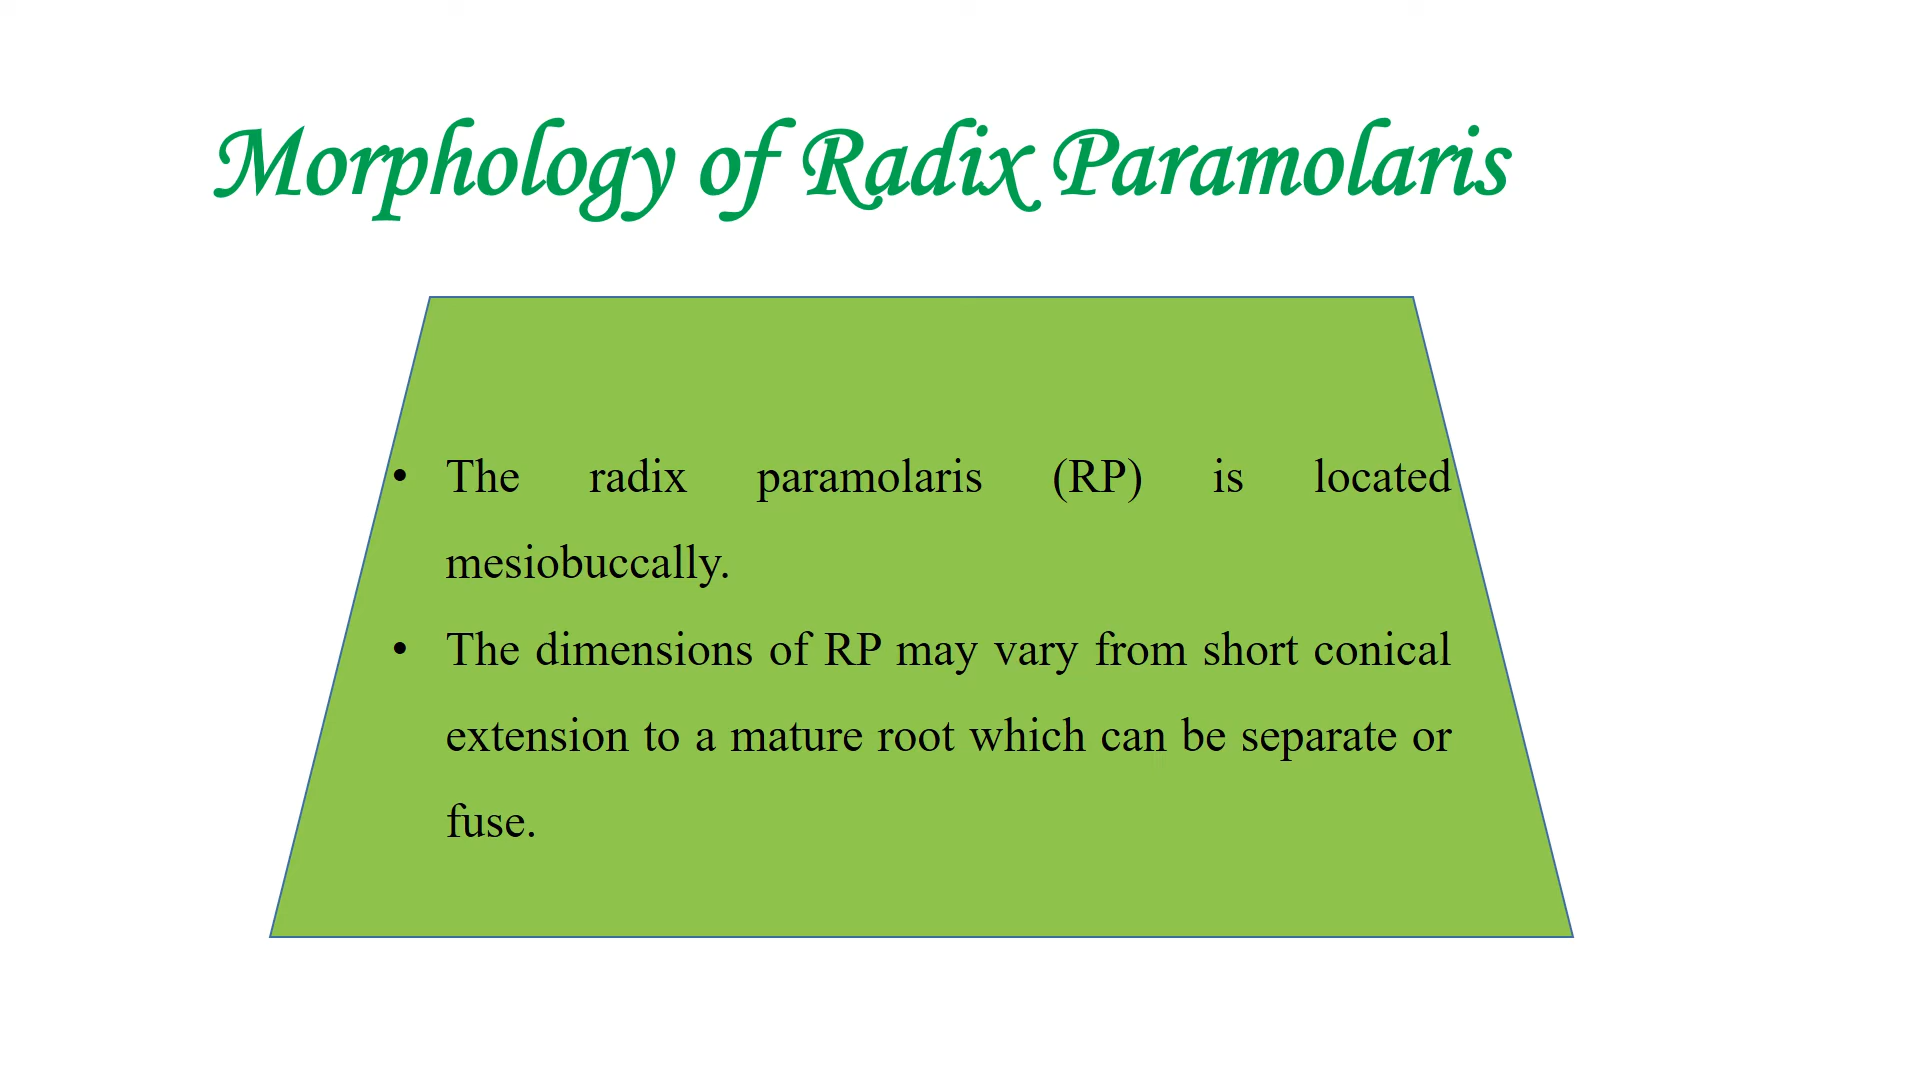 Morphology of Radix Paramolaris
• The radix paramolaris (RP) is located
mesiobuccally.
• The dimensions of RP may vary from short conical
extension to a mature root which can be separate or
fuse.